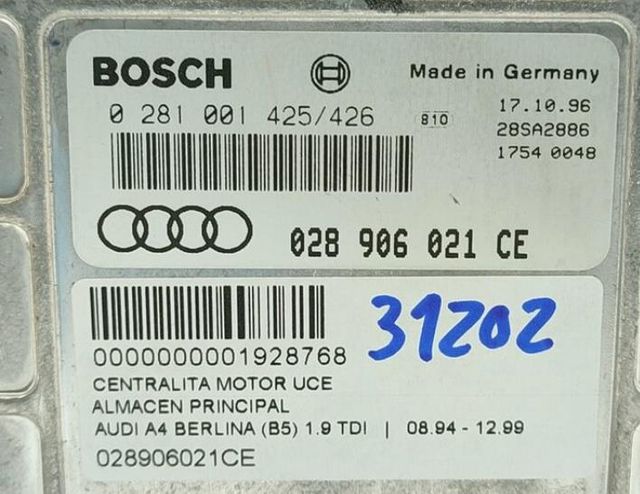 BOSCH
Made in Germany
0 281 001 425/426
810
17.10.96
28SA2886
1754 0048
028 906 021 CE
31202
0000000001928768
CENTRALITA MOTOR UCE
ALMACEN PRINCIPAL
AUDI A4 BERLINA (B5) 1.9 TDI | 08.94 - 12.99
028906021CE